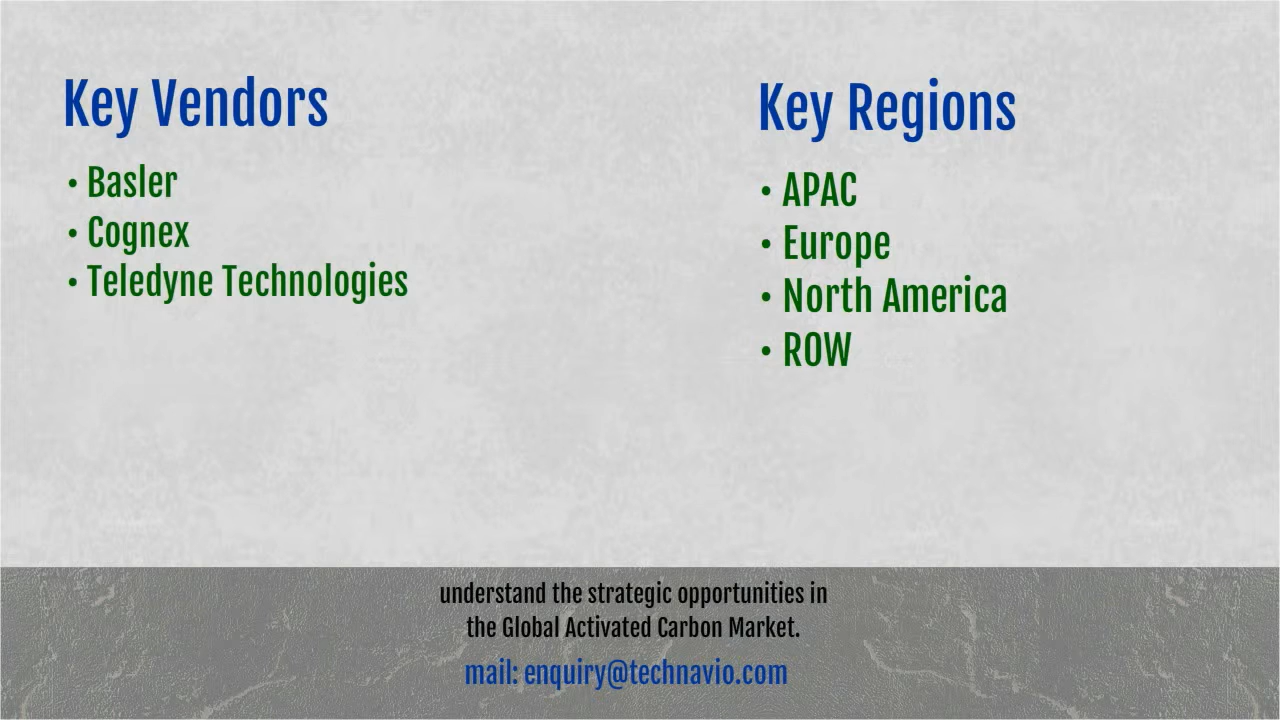 Key Vendors
• Basler
• Cognex
• Teledyne Technologies
Key Regions
• APAC
• Europe
• North America
• ROW
understand the strategic opportunities in
the Global Activated Carbon Market.
mail: enquiry@technavio.com